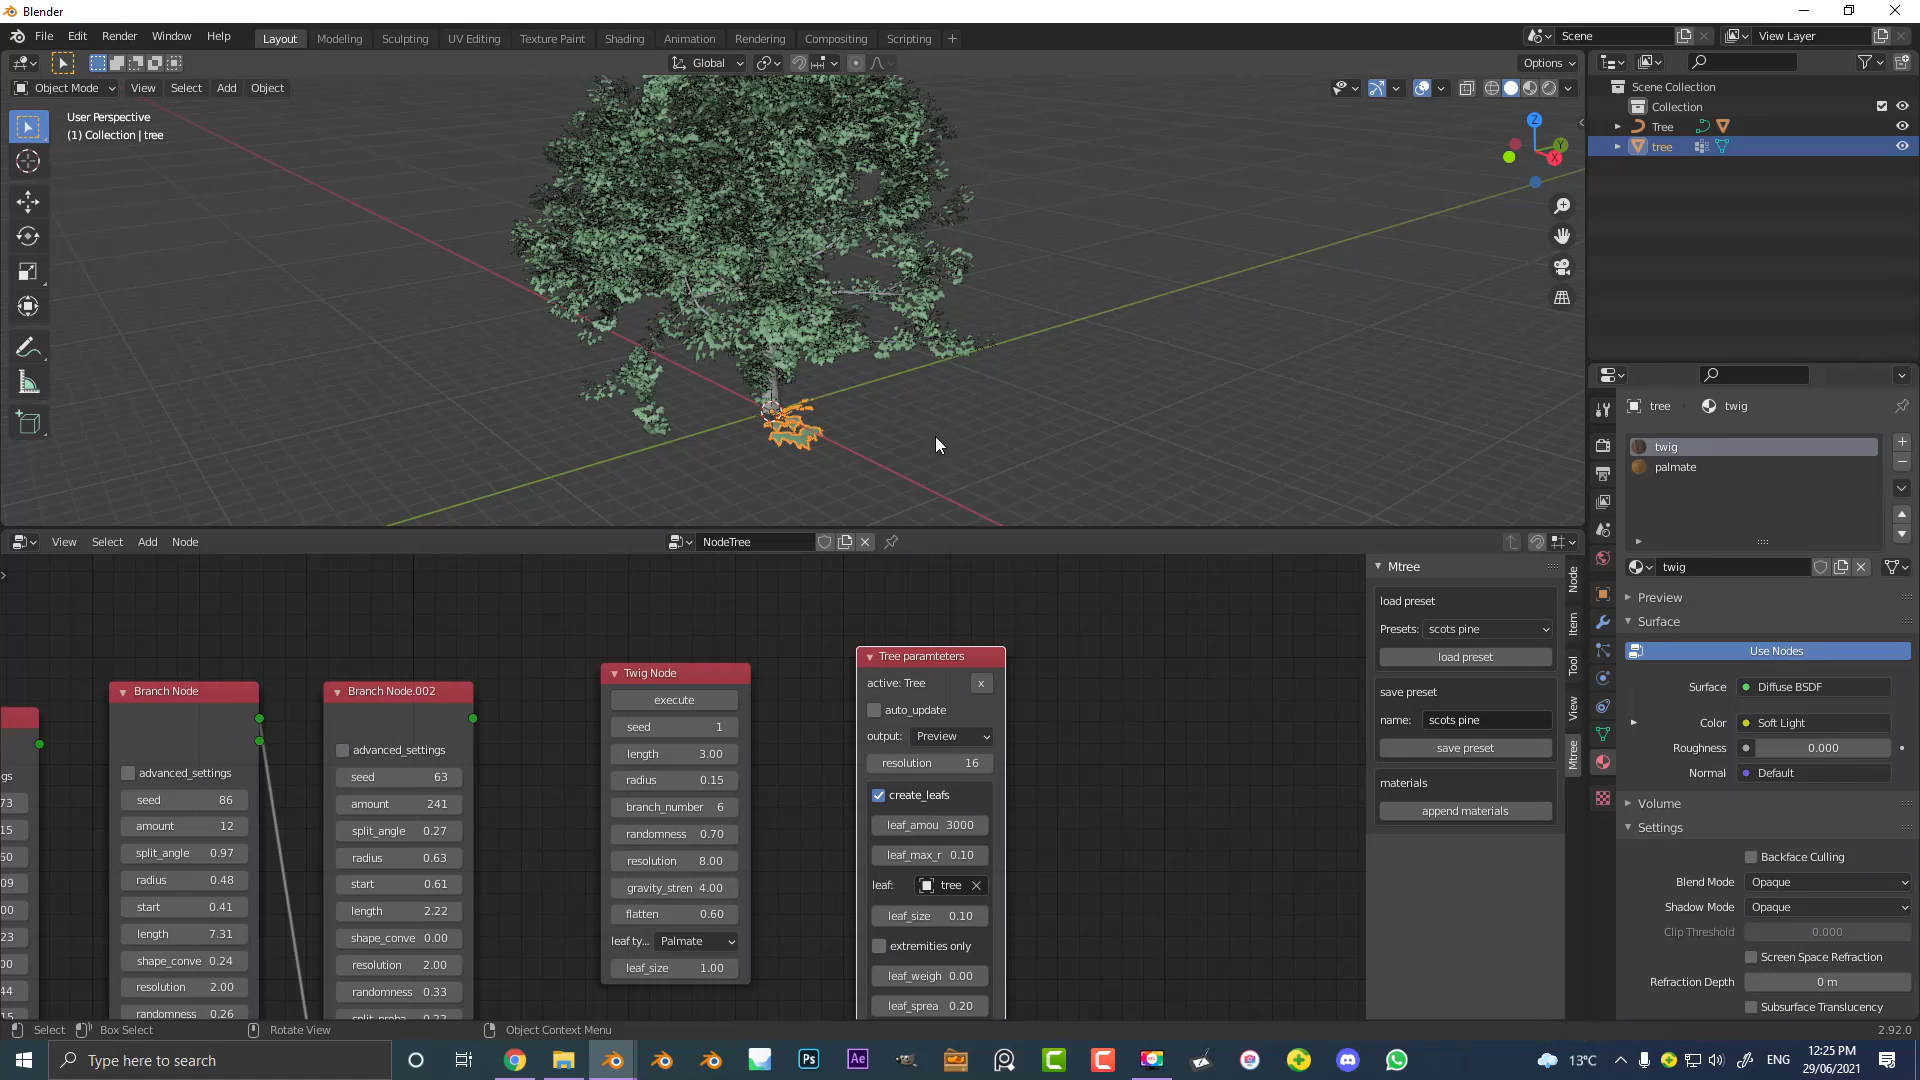 Blender
File Edit Render Window Help
Layout Modeling Sculpting UV Editing Texture Paint Shading Animation Rendering Compositing Scripting +
Scene
View Layer
Global
Options
Object Mode View Select Add Object
User Perspective
(1) Collection | tree
Z
Y
X
Scene Collection
Collection
Tree
tree
tree
twig
twig
palmate
twig
Preview
Surface
Use Nodes
Surface
Diffuse BSDF
Color
Soft Light
Roughness
0.000
Normal
Default
Volume
Settings
Backface Culling
Blend Mode
Opaque
Shadow Mode
Opaque
Clip Threshold
0.000
Screen Space Refraction
Refraction Depth
0 m
Subsurface Translucency
View Select Add Node
NodeTree
gs
73
15
60
09
00
23
00
44
15
Branch Node
advanced_settings
seed 86
amount 12
split_angle 0.97
radius 0.48
start 0.41
length 7.31
shape_conve 0.24
resolution 2.00
randomness 0.26
Branch Node.002
advanced_settings
seed 63
amount 241
split_angle 0.27
radius 0.63
start 0.61
length 2.22
shape_conve 0.00
resolution 2.00
randomness 0.33
split_proba 0.22
Twig Node
execute
seed 1
length 3.00
radius 0.15
branch_number 6
randomness 0.70
resolution 8.00
gravity_stren 4.00
flatten 0.60
leaf ty... Palmate
leaf_size 1.00
Tree paramteters
active: Tree x
auto_update
output: Preview
resolution 16
create_leafs
leaf_amou 3000
leaf_max_r 0.10
leaf: tree
leaf_size 0.10
extremities only
leaf_weigh 0.00
leaf_sprea 0.20
Mtree
load preset
Presets: scots pine
load preset
save preset
name: scots pine
save preset
materials
append materials
Node
Item
Tool
View
Mtree
Select
Box Select
Rotate View
Object Context Menu
2.92.0
Type here to search
Ps
Ae
13°C
ENG
12:25 PM
29/06/2021